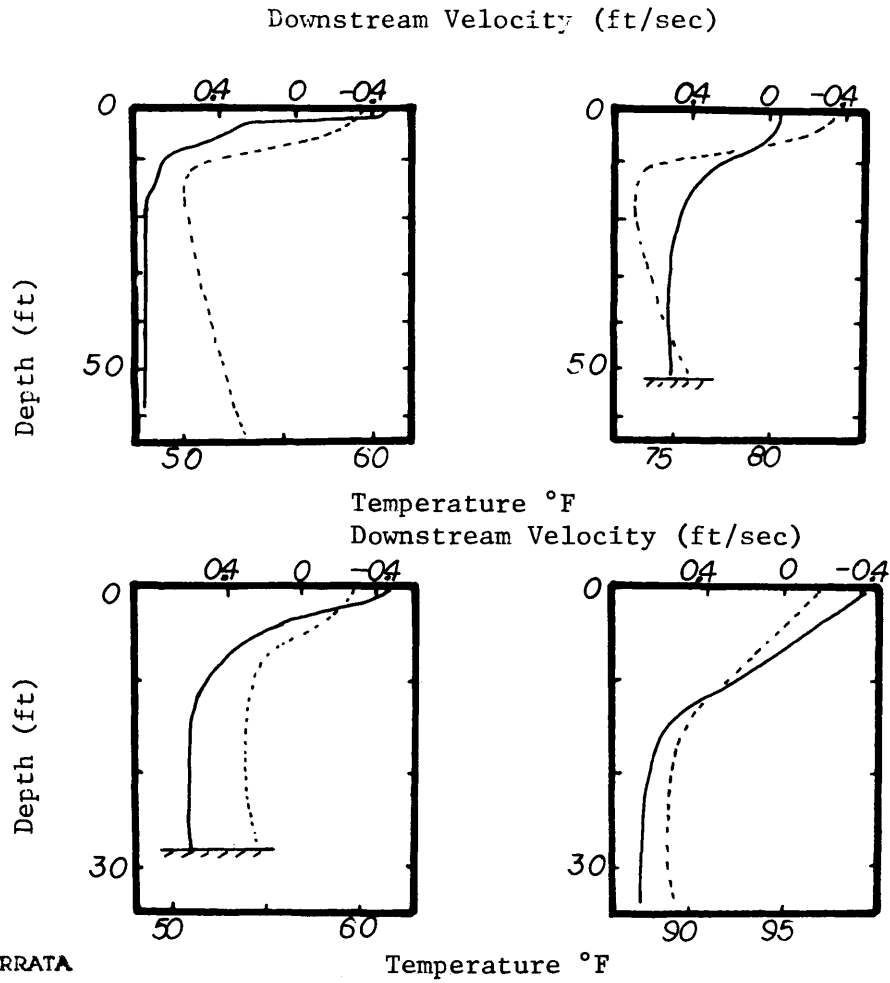 Downstream Velocity (ft/sec)
0.4 0 -0.4
0.4 0 -0.4
0
50
0
50
Depth (ft)
50 60
75 80
Temperature °F
Downstream Velocity (ft/sec)
0.4 0 -0.4
0.4 0 -0.4
0
30
0
30
Depth (ft)
50 60
90 95
RRATA
Temperature °F